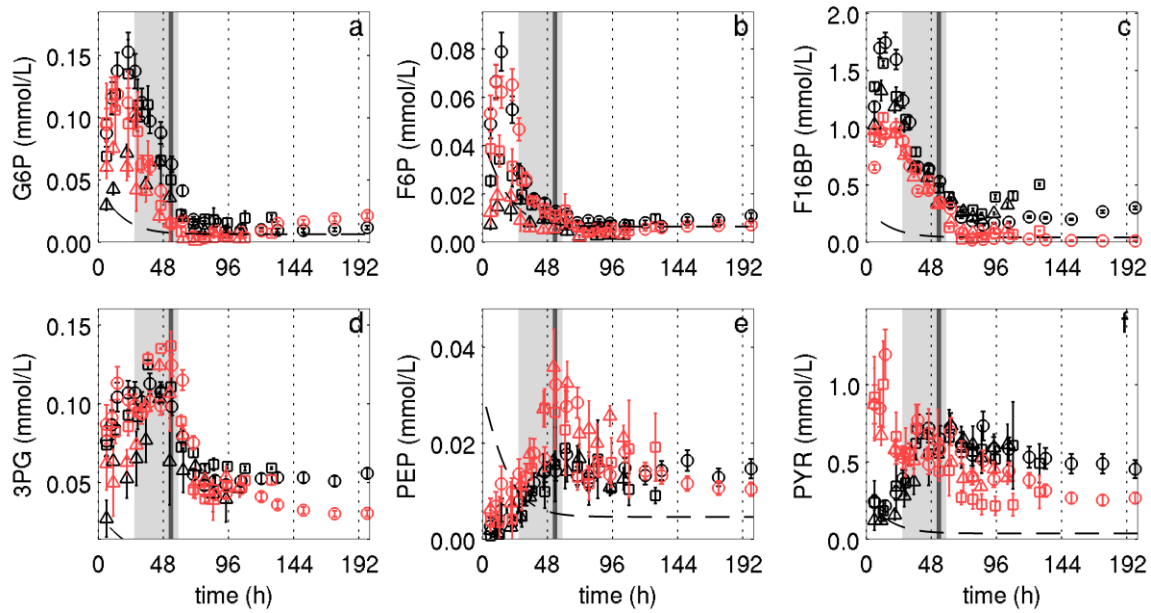 a
G6P (mmol/L)
0.15
0.10
0.05
0.00
0 48 96 144 192
b
F6P (mmol/L)
0.08
0.06
0.04
0.02
0.00
0 48 96 144 192
c
F16BP (mmol/L)
2.0
1.5
1.0
0.5
0.0
0 48 96 144 192
d
3PG (mmol/L)
0.15
0.10
0.05
0 48 96 144 192
time (h)
e
PEP (mmol/L)
0.04
0.02
0.00
0 48 96 144 192
time (h)
f
PYR (mmol/L)
1.0
0.5
0.0
0 48 96 144 192
time (h)